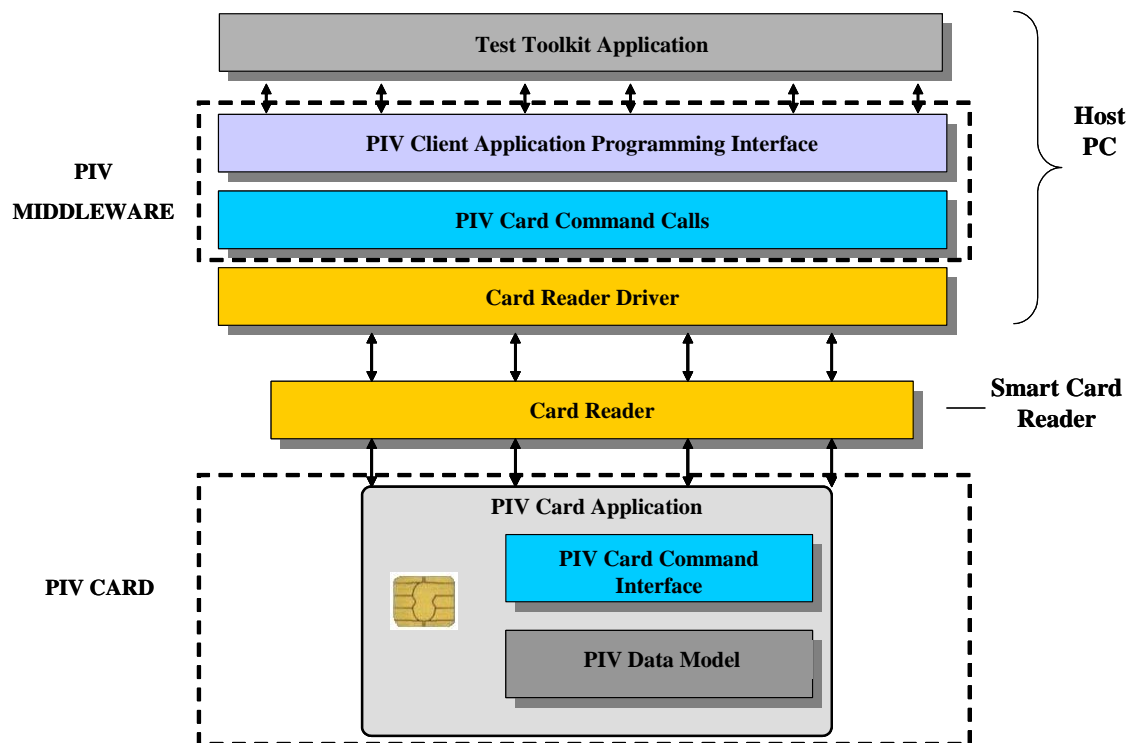 Test Toolkit Application
Host
PC
PIV Client Application Programming Interface
PIV
MIDDLEWARE
PIV Card Command Calls
Card Reader Driver
Card Reader
Smart Card
Reader
PIV Card Application
PIV Card Command
Interface
PIV CARD
PIV Data Model